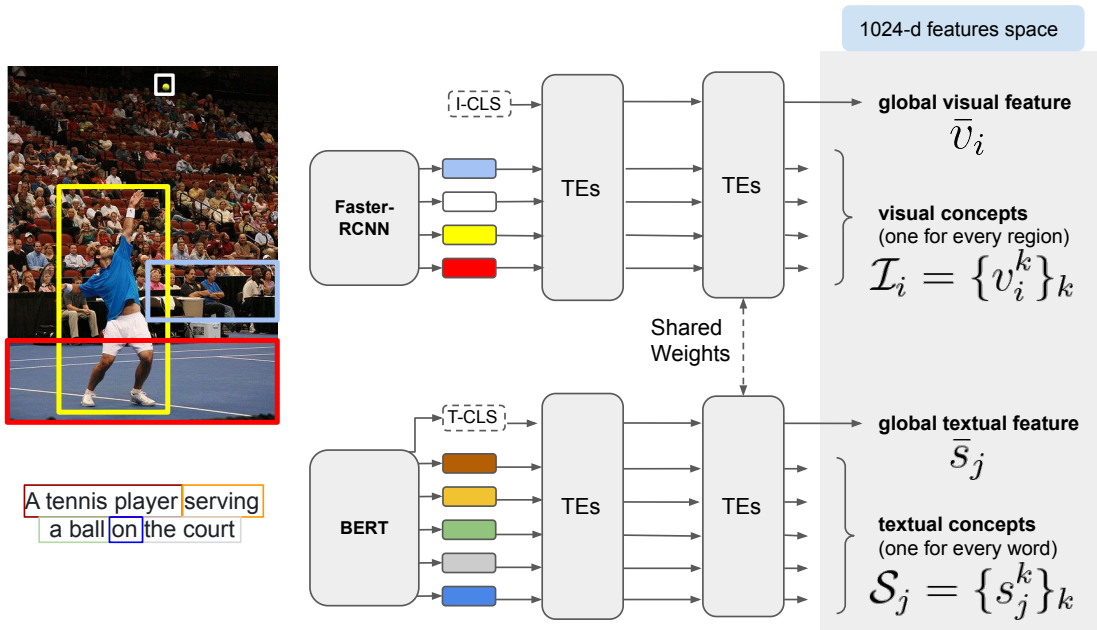 1024-d features space
I-CLS
TEs
TEs
global visual feature
v̄_i
Faster-
RCNN
visual concepts
(one for every region)
I_i = {v_i^k}_k
Shared
Weights
T-CLS
TEs
TEs
global textual feature
s̄_j
A tennis player serving
a ball on the court
BERT
textual concepts
(one for every word)
S_j = {s_j^k}_k